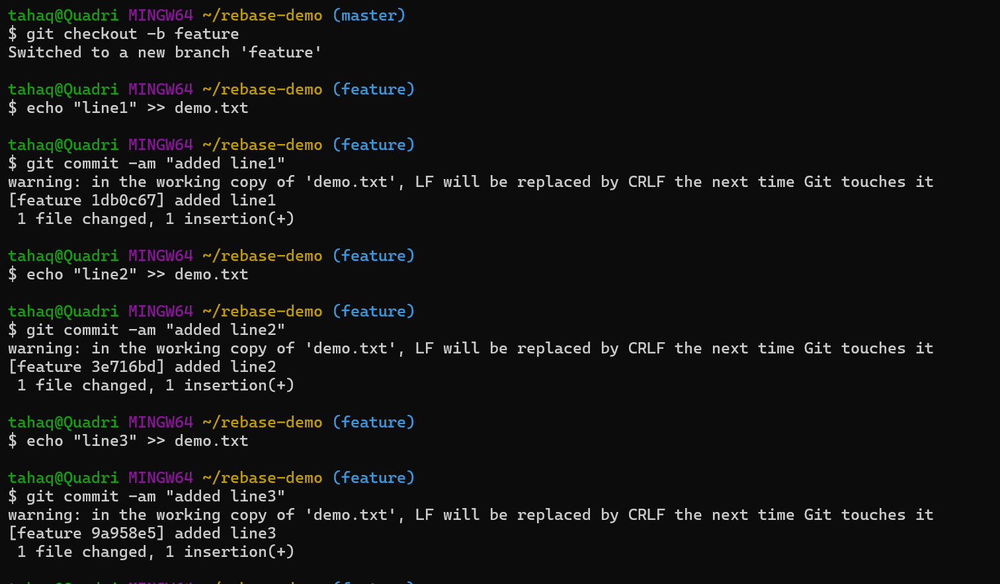 tahaq@Quadri MINGW64 ~/rebase-demo (master)
$ git checkout -b feature
Switched to a new branch 'feature'
tahaq@Quadri MINGW64 ~/rebase-demo (feature)
$ echo "line1" >> demo.txt
tahaq@Quadri MINGW64 ~/rebase-demo (feature)
$ git commit -am "added line1"
warning: in the working copy of 'demo.txt', LF will be replaced by CRLF the next time Git touches it
[feature 1db0c67] added line1
 1 file changed, 1 insertion(+)
tahaq@Quadri MINGW64 ~/rebase-demo (feature)
$ echo "line2" >> demo.txt
tahaq@Quadri MINGW64 ~/rebase-demo (feature)
$ git commit -am "added line2"
warning: in the working copy of 'demo.txt', LF will be replaced by CRLF the next time Git touches it
[feature 3e716bd] added line2
 1 file changed, 1 insertion(+)
tahaq@Quadri MINGW64 ~/rebase-demo (feature)
$ echo "line3" >> demo.txt
tahaq@Quadri MINGW64 ~/rebase-demo (feature)
$ git commit -am "added line3"
warning: in the working copy of 'demo.txt', LF will be replaced by CRLF the next time Git touches it
[feature 9a958e5] added line3
 1 file changed, 1 insertion(+)